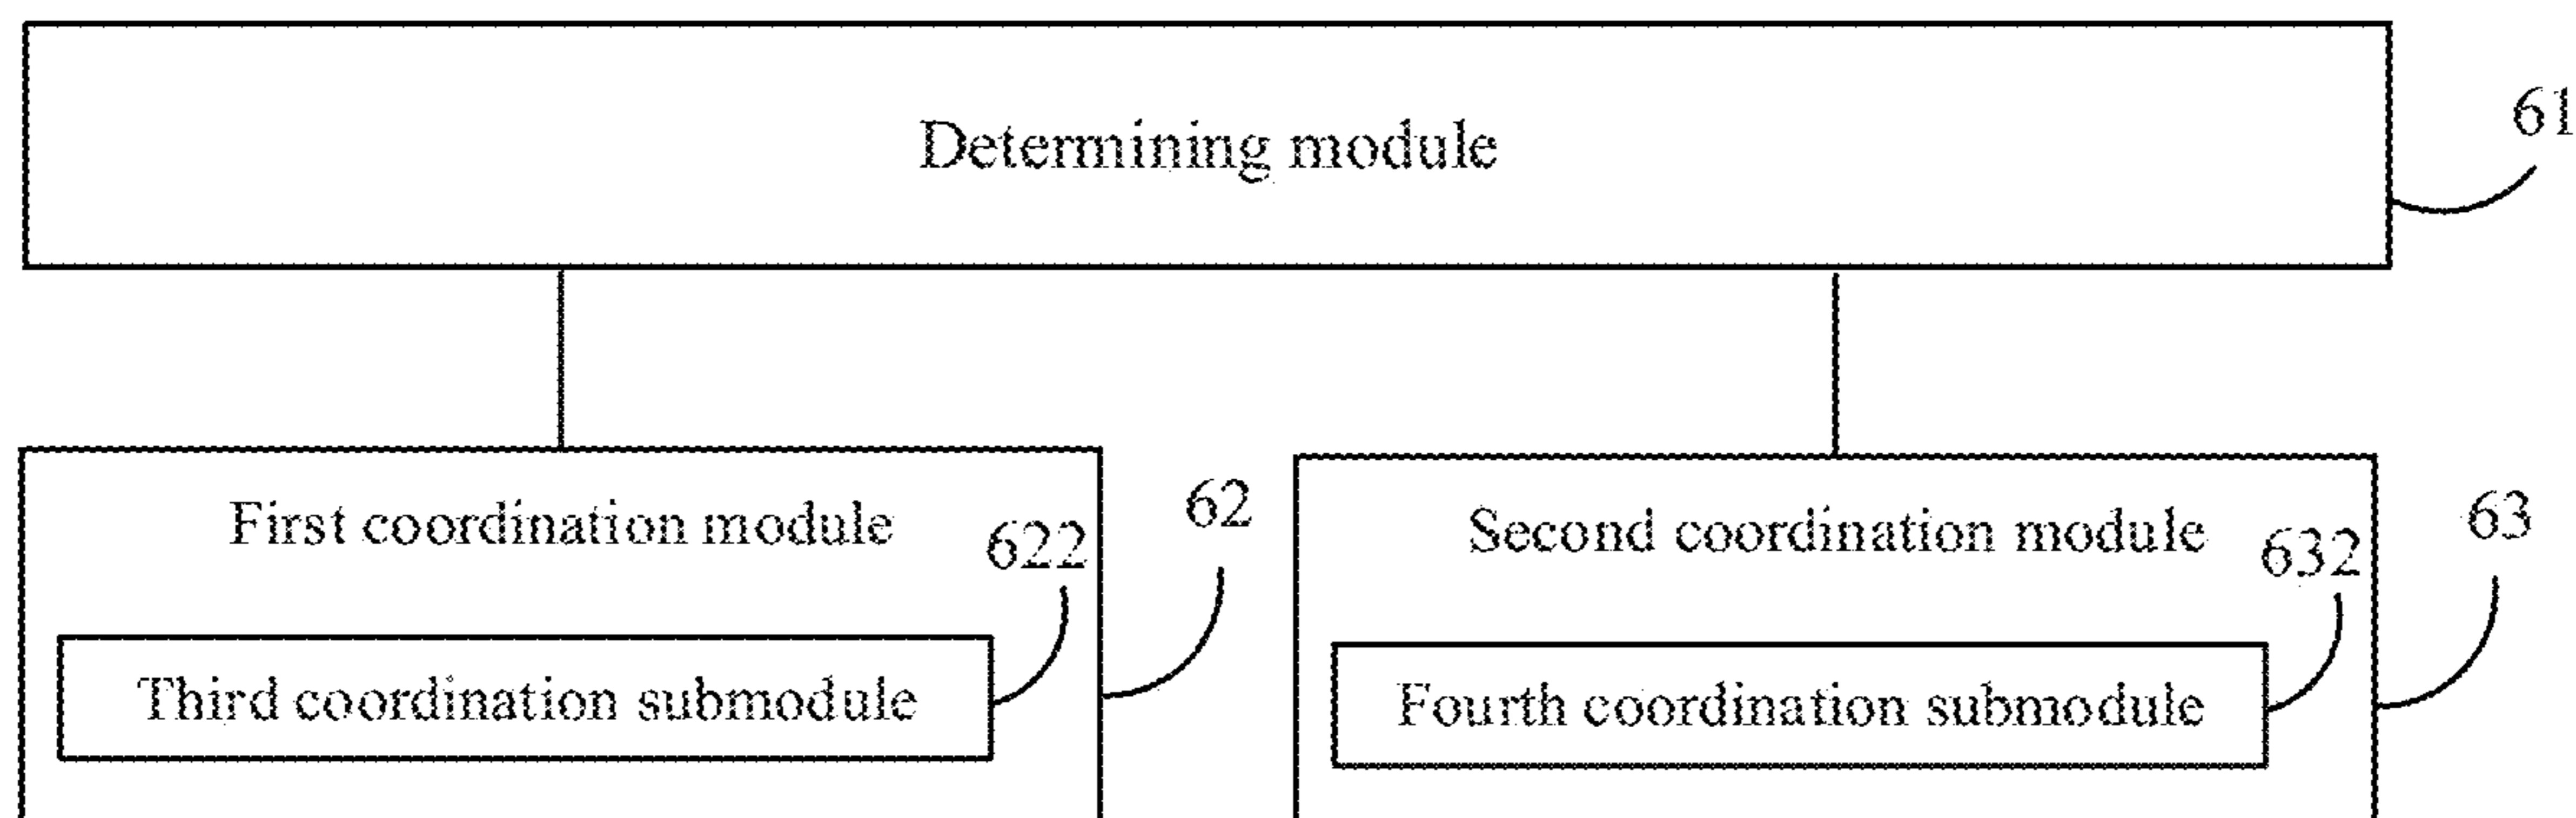 Determining module
61
First coordination module
622
62
Second coordination module
632
63
Third coordination submodule
Fourth coordination submodule